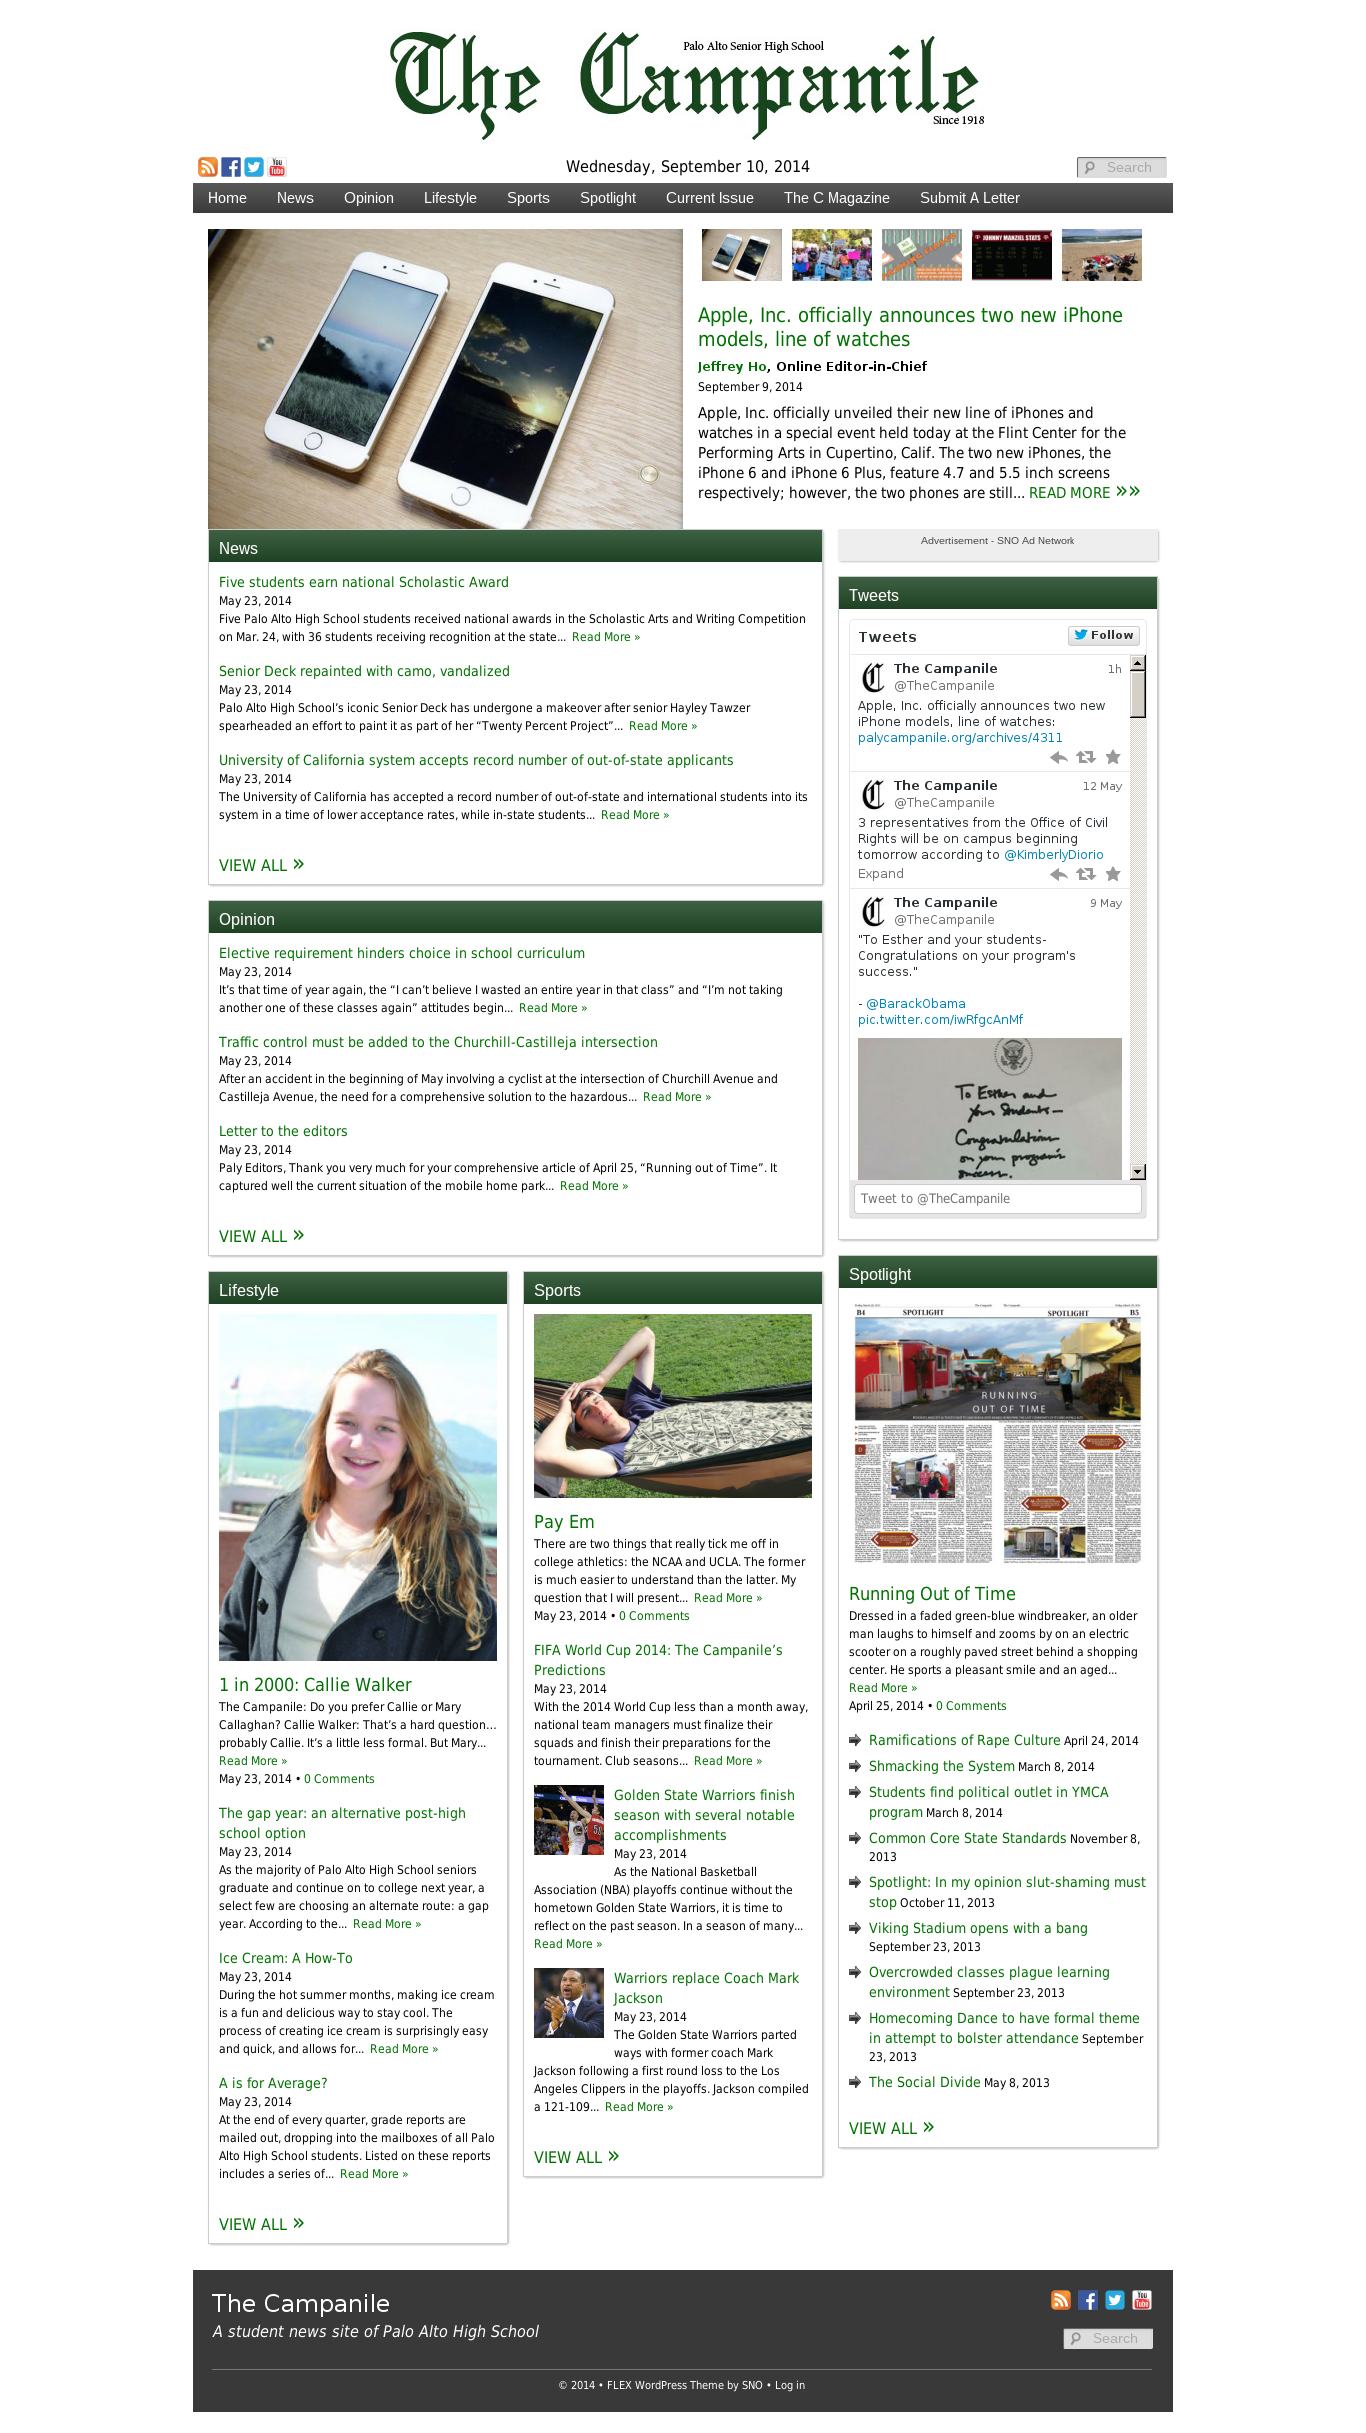 The Campanile
Palo Alto Senior High School
Since 1918
Wednesday, September 10, 2014
Search
Home News Opinion Lifestyle Sports Spotlight Current Issue The C Magazine Submit A Letter
JOHNNY MANZIEL STATS
Apple, Inc. officially announces two new iPhone
models, line of watches
Jeffrey Ho, Online Editor-in-Chief
September 9, 2014
Apple, Inc. officially unveiled their new line of iPhones and
watches in a special event held today at the Flint Center for the
Performing Arts in Cupertino, Calif. The two new iPhones, the
iPhone 6 and iPhone 6 Plus, feature 4.7 and 5.5 inch screens
respectively; however, the two phones are still... READ MORE »»
News
Five students earn national Scholastic Award
May 23, 2014
Five Palo Alto High School students received national awards in the Scholastic Arts and Writing Competition
on Mar. 24, with 36 students receiving recognition at the state... Read More »
Senior Deck repainted with camo, vandalized
May 23, 2014
Palo Alto High School’s iconic Senior Deck has undergone a makeover after senior Hayley Tawzer
spearheaded an effort to paint it as part of her “Twenty Percent Project”... Read More »
University of California system accepts record number of out-of-state applicants
May 23, 2014
The University of California has accepted a record number of out-of-state and international students into its
system in a time of lower acceptance rates, while in-state students... Read More »
VIEW ALL »
Opinion
Elective requirement hinders choice in school curriculum
May 23, 2014
It’s that time of year again, the “I can’t believe I wasted an entire year in that class” and “I’m not taking
another one of these classes again” attitudes begin... Read More »
Traffic control must be added to the Churchill-Castilleja intersection
May 23, 2014
After an accident in the beginning of May involving a cyclist at the intersection of Churchill Avenue and
Castilleja Avenue, the need for a comprehensive solution to the hazardous... Read More »
Letter to the editors
May 23, 2014
Paly Editors, Thank you very much for your comprehensive article of April 25, “Running out of Time”. It
captured well the current situation of the mobile home park... Read More »
VIEW ALL »
Lifestyle
1 in 2000: Callie Walker
The Campanile: Do you prefer Callie or Mary
Callaghan? Callie Walker: That’s a hard question…
probably Callie. It’s a little less formal. But Mary...
Read More »
May 23, 2014 • 0 Comments
The gap year: an alternative post-high
school option
May 23, 2014
As the majority of Palo Alto High School seniors
graduate and continue on to college next year, a
select few are choosing an alternate route: a gap
year. According to the... Read More »
Ice Cream: A How-To
May 23, 2014
During the hot summer months, making ice cream
is a fun and delicious way to stay cool. The
process of creating ice cream is surprisingly easy
and quick, and allows for... Read More »
A is for Average?
May 23, 2014
At the end of every quarter, grade reports are
mailed out, dropping into the mailboxes of all Palo
Alto High School students. Listed on these reports
includes a series of... Read More »
VIEW ALL »
Sports
Pay Em
There are two things that really tick me off in
college athletics: the NCAA and UCLA. The former
is much easier to understand than the latter. My
question that I will present... Read More »
May 23, 2014 • 0 Comments
FIFA World Cup 2014: The Campanile’s
Predictions
May 23, 2014
With the 2014 World Cup less than a month away,
national team managers must finalize their
squads and finish their preparations for the
tournament. Club seasons... Read More »
Golden State Warriors finish
season with several notable
accomplishments
May 23, 2014
As the National Basketball
Association (NBA) playoffs continue without the
hometown Golden State Warriors, it is time to
reflect on the past season. In a season of many...
Read More »
Warriors replace Coach Mark
Jackson
May 23, 2014
The Golden State Warriors parted
ways with former coach Mark
Jackson following a first round loss to the Los
Angeles Clippers in the playoffs. Jackson compiled
a 121-109... Read More »
VIEW ALL »
Advertisement - SNO Ad Network
Tweets
Tweets
Follow
The Campanile 1h
@TheCampanile
Apple, Inc. officially announces two new
iPhone models, line of watches:
palycampanile.org/archives/4311
The Campanile 12 May
@TheCampanile
3 representatives from the Office of Civil
Rights will be on campus beginning
tomorrow according to @KimberlyDiorio
Expand
The Campanile 9 May
@TheCampanile
"To Esther and your students-
Congratulations on your program's
success."
- @BarackObama
pic.twitter.com/iwRfgcAnMf
To Esther and
your students—
Congratulations
on your program's
success.
Tweet to @TheCampanile
Spotlight
B4 SPOTLIGHT SPOTLIGHT B5
RUNNING
OUT OF TIME
Running Out of Time
Dressed in a faded green-blue windbreaker, an older
man laughs to himself and zooms by on an electric
scooter on a roughly paved street behind a shopping
center. He sports a pleasant smile and an aged...
Read More »
April 25, 2014 • 0 Comments
Ramifications of Rape Culture April 24, 2014
Shmacking the System March 8, 2014
Students find political outlet in YMCA
program March 8, 2014
Common Core State Standards November 8,
2013
Spotlight: In my opinion slut-shaming must
stop October 11, 2013
Viking Stadium opens with a bang
September 23, 2013
Overcrowded classes plague learning
environment September 23, 2013
Homecoming Dance to have formal theme
in attempt to bolster attendance September
23, 2013
The Social Divide May 8, 2013
VIEW ALL »
The Campanile
A student news site of Palo Alto High School
Search
© 2014 • FLEX WordPress Theme by SNO • Log in